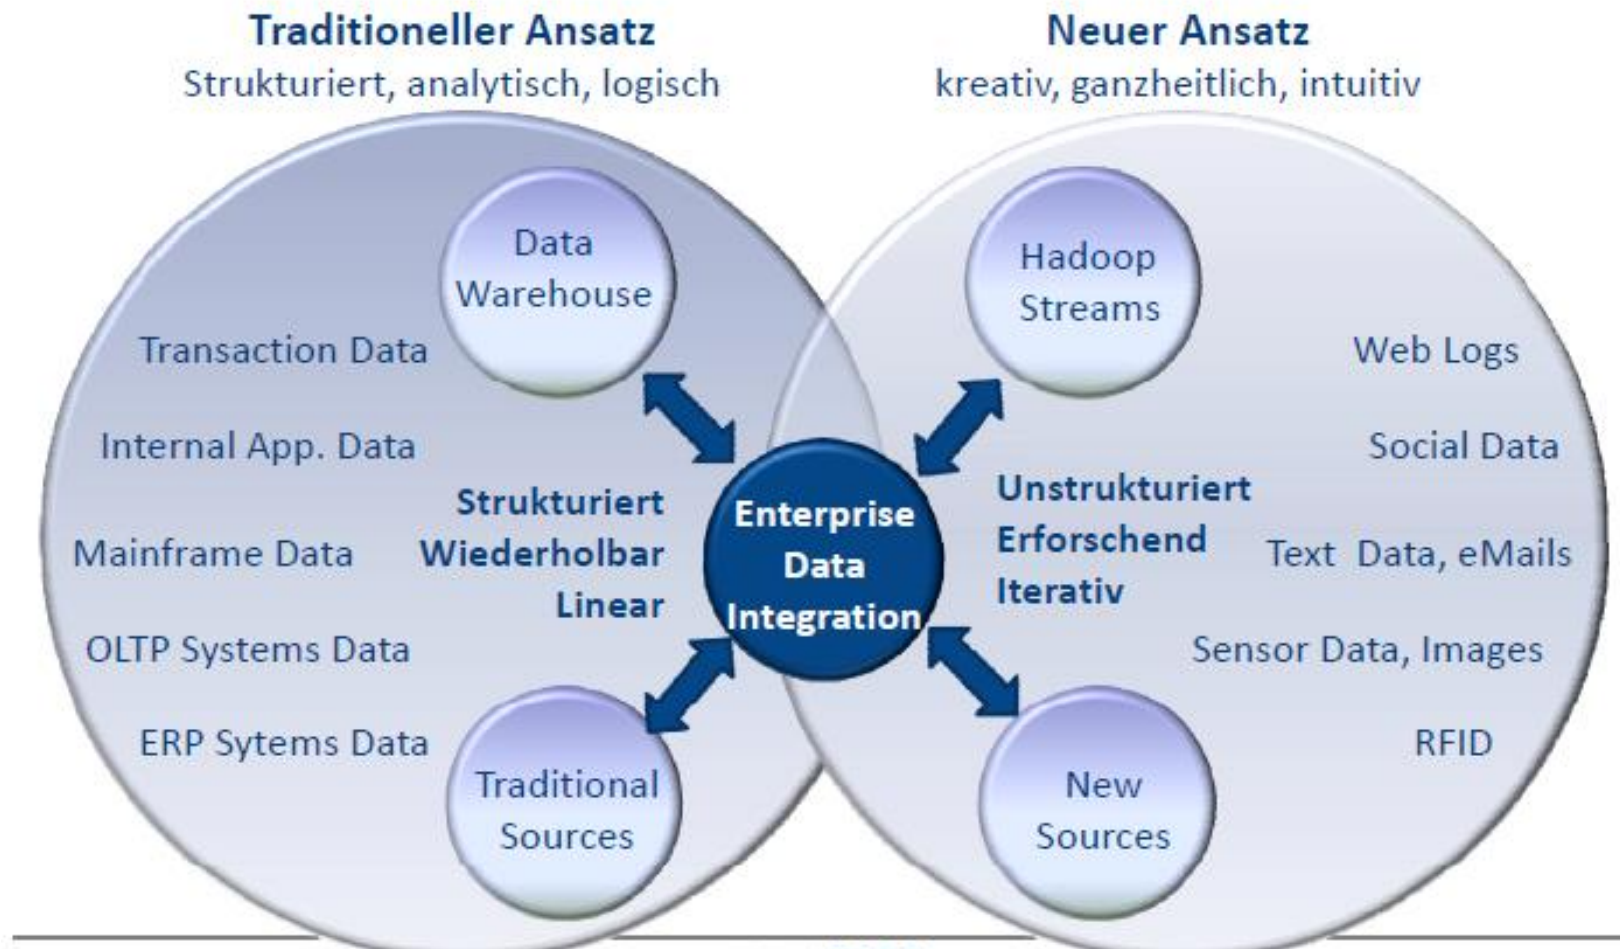 Traditioneller Ansatz
Strukturiert, analytisch, logisch
Neuer Ansatz
kreativ, ganzheitlich, intuitiv
Data
Warehouse
Hadoop
Streams
Transaction Data
Internal App. Data
Mainframe Data
OLTP Systems Data
ERP Sytems Data
Strukturiert
Wiederholbar
Linear
Enterprise
Data
Integration
Unstrukturiert
Erforschend
Iterativ
Web Logs
Social Data
Text Data, eMails
Sensor Data, Images
RFID
Traditional
Sources
New
Sources